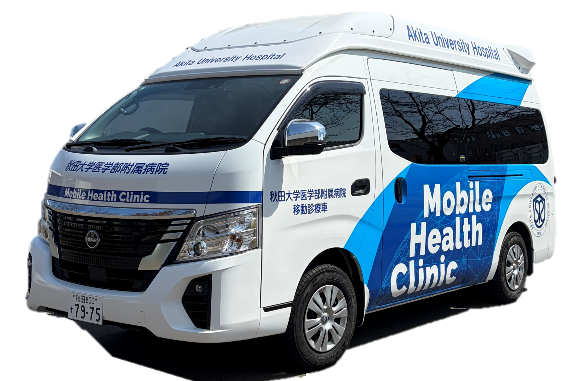 Akita University Hospital
Akita University Hospital
秋田大学医学部附属病院
Mobile Health Clinic
秋田大学医学部附属病院
移動診療車
Mobile
Health
Clinic
79-75